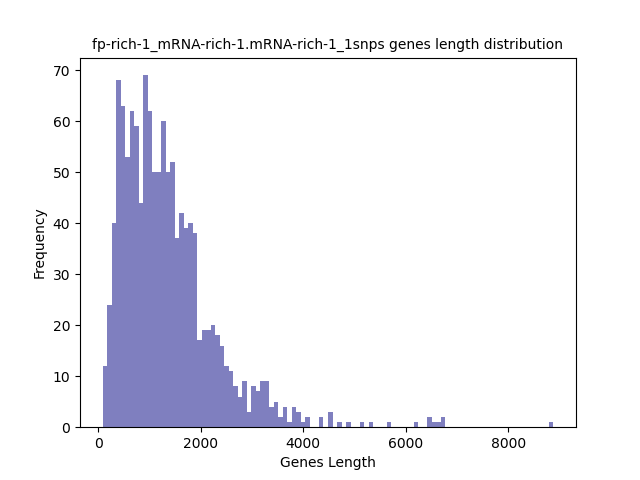 fp-rich-1_mRNA-rich-1.mRNA-rich-1_1snps genes length distribution
70
60
50
40
30
20
10
0
Frequency
0 2000 4000 6000 8000
Genes Length